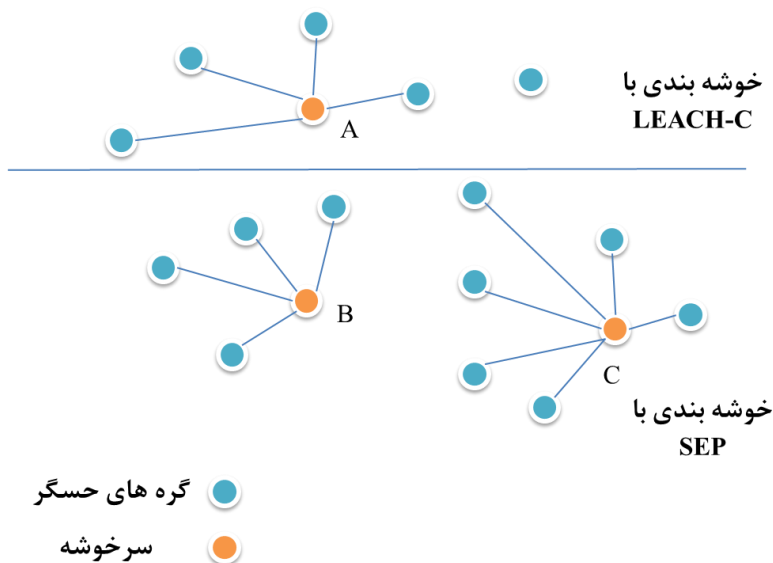 خوشه بندی با
LEACH-C
A
B
C
خوشه بندی با
SEP
گره های حسگر
سرخوشه